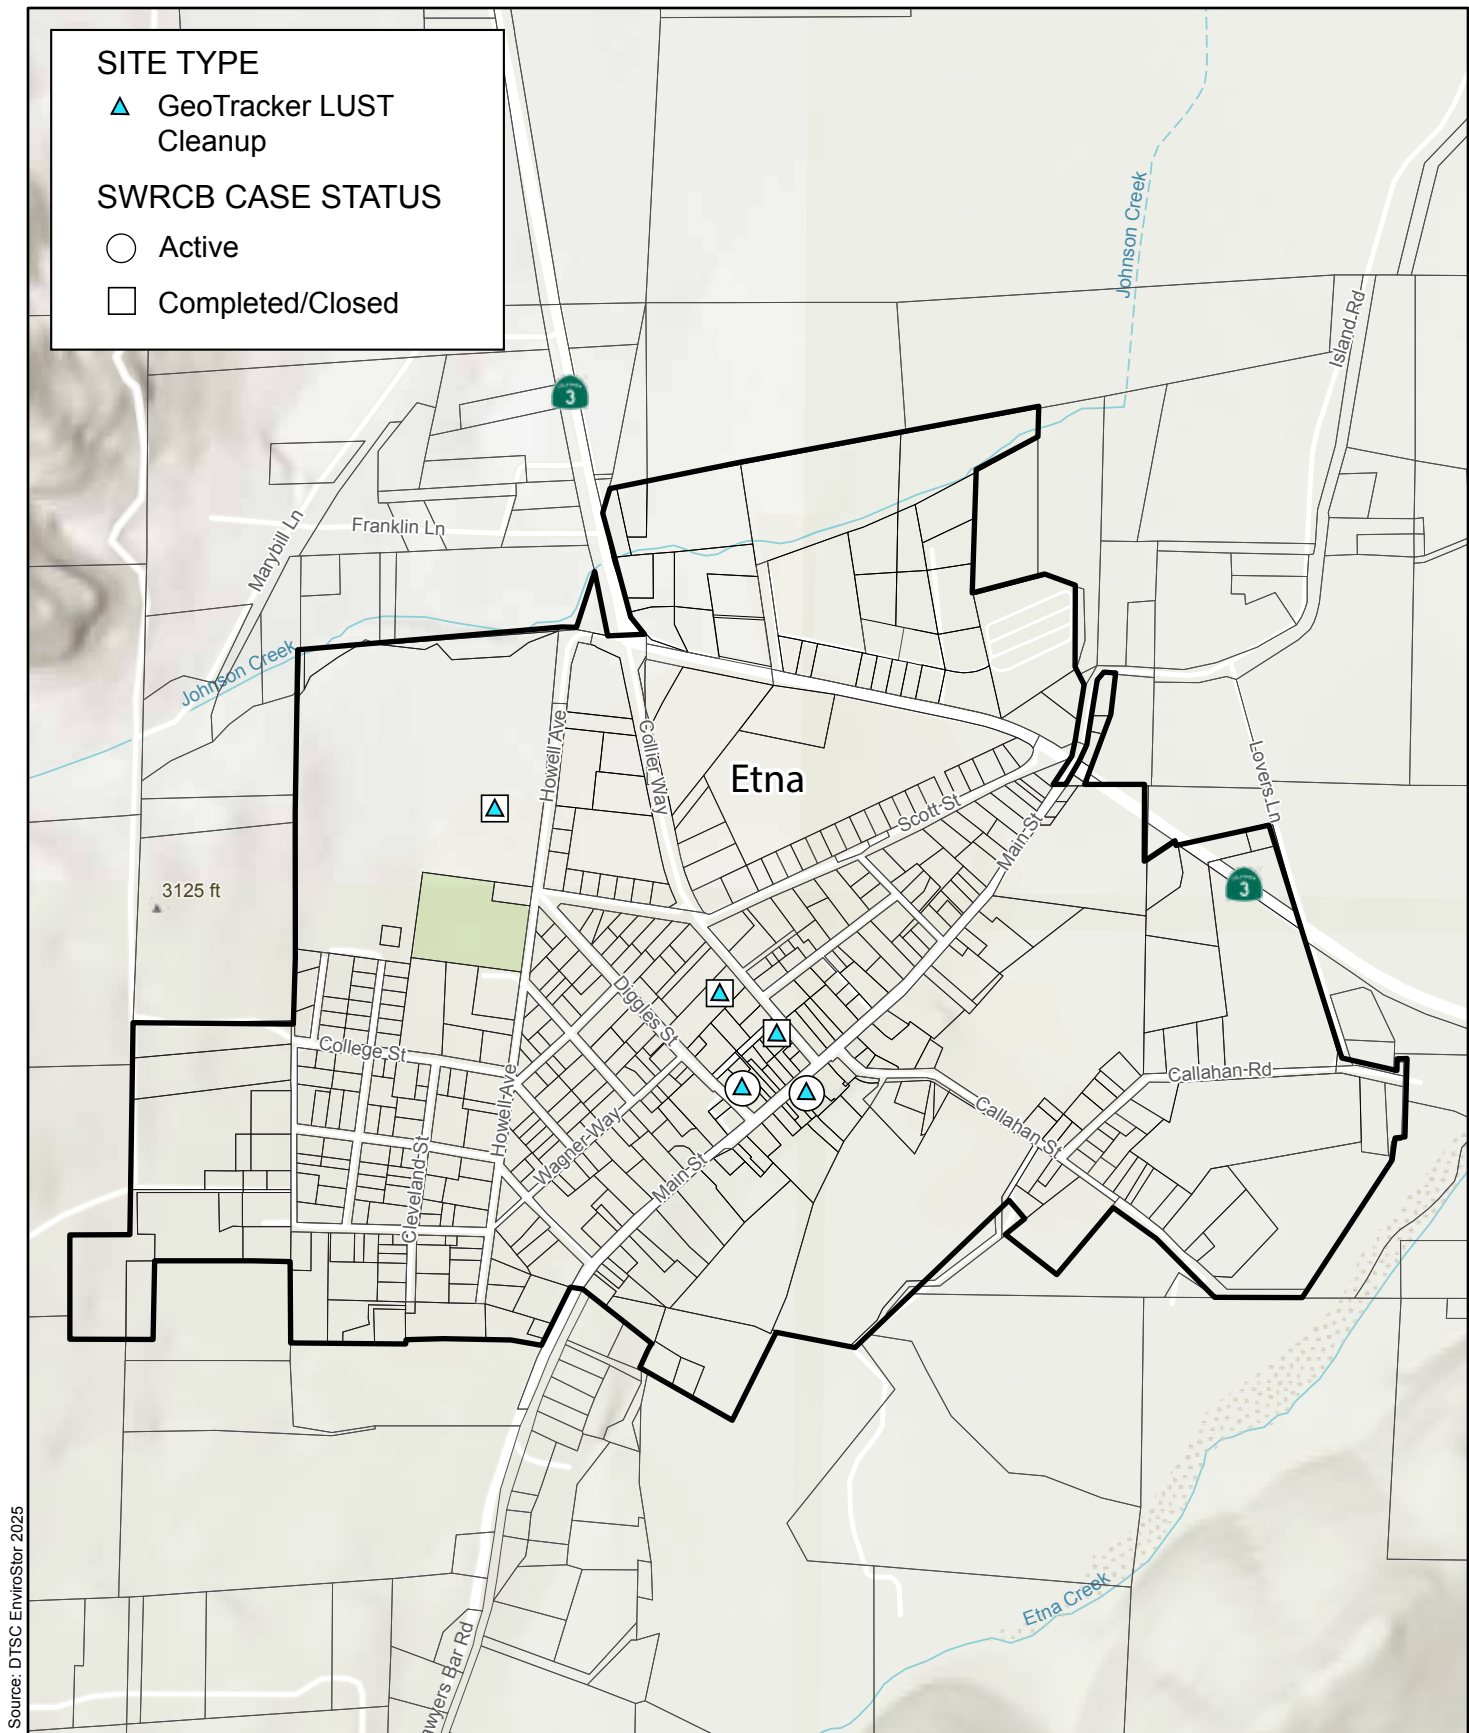 SITE TYPE
GeoTracker LUST
Cleanup
SWRCB CASE STATUS
Active
Completed/Closed
3
Johnson Creek
Island Rd
Franklin Ln
Marybill Ln
Johnson Creek
Howell Ave
Collier Way
Etna
Scott St
Main St
Lovers Ln
3
3125 ft
Diggles St
College St
Howell Ave
Callahan Rd
Callahan St
Wagner Way
Main St
Cleveland St
Etna Creek
wyers Bar Rd
Source: DTSC EnviroStor 2025